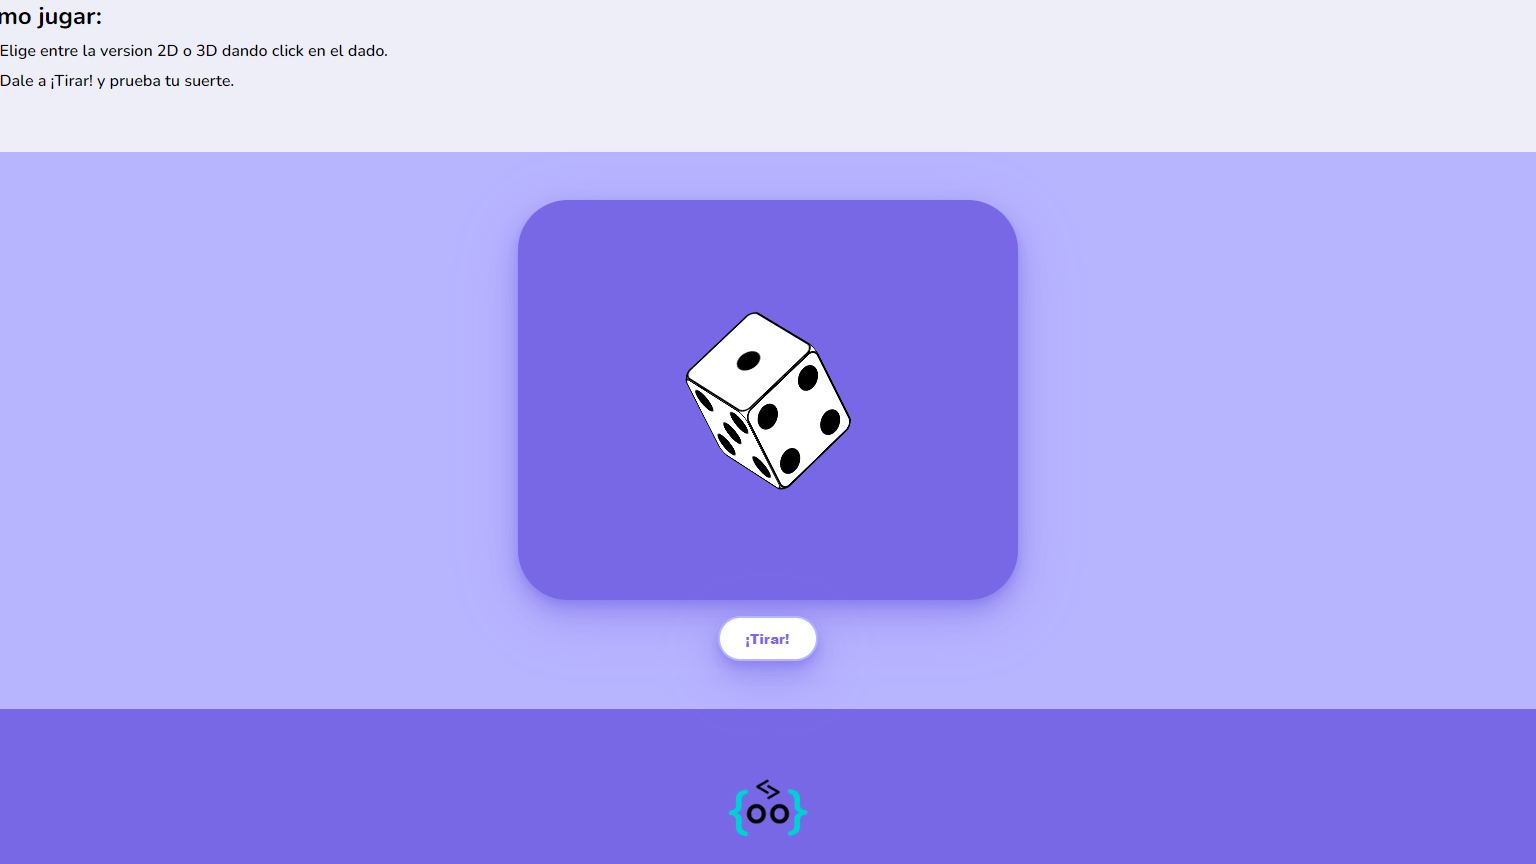 mo jugar:
Elige entre la version 2D o 3D dando click en el dado.
Dale a ¡Tirar! y prueba tu suerte.
¡Tirar!
<>
{oo}